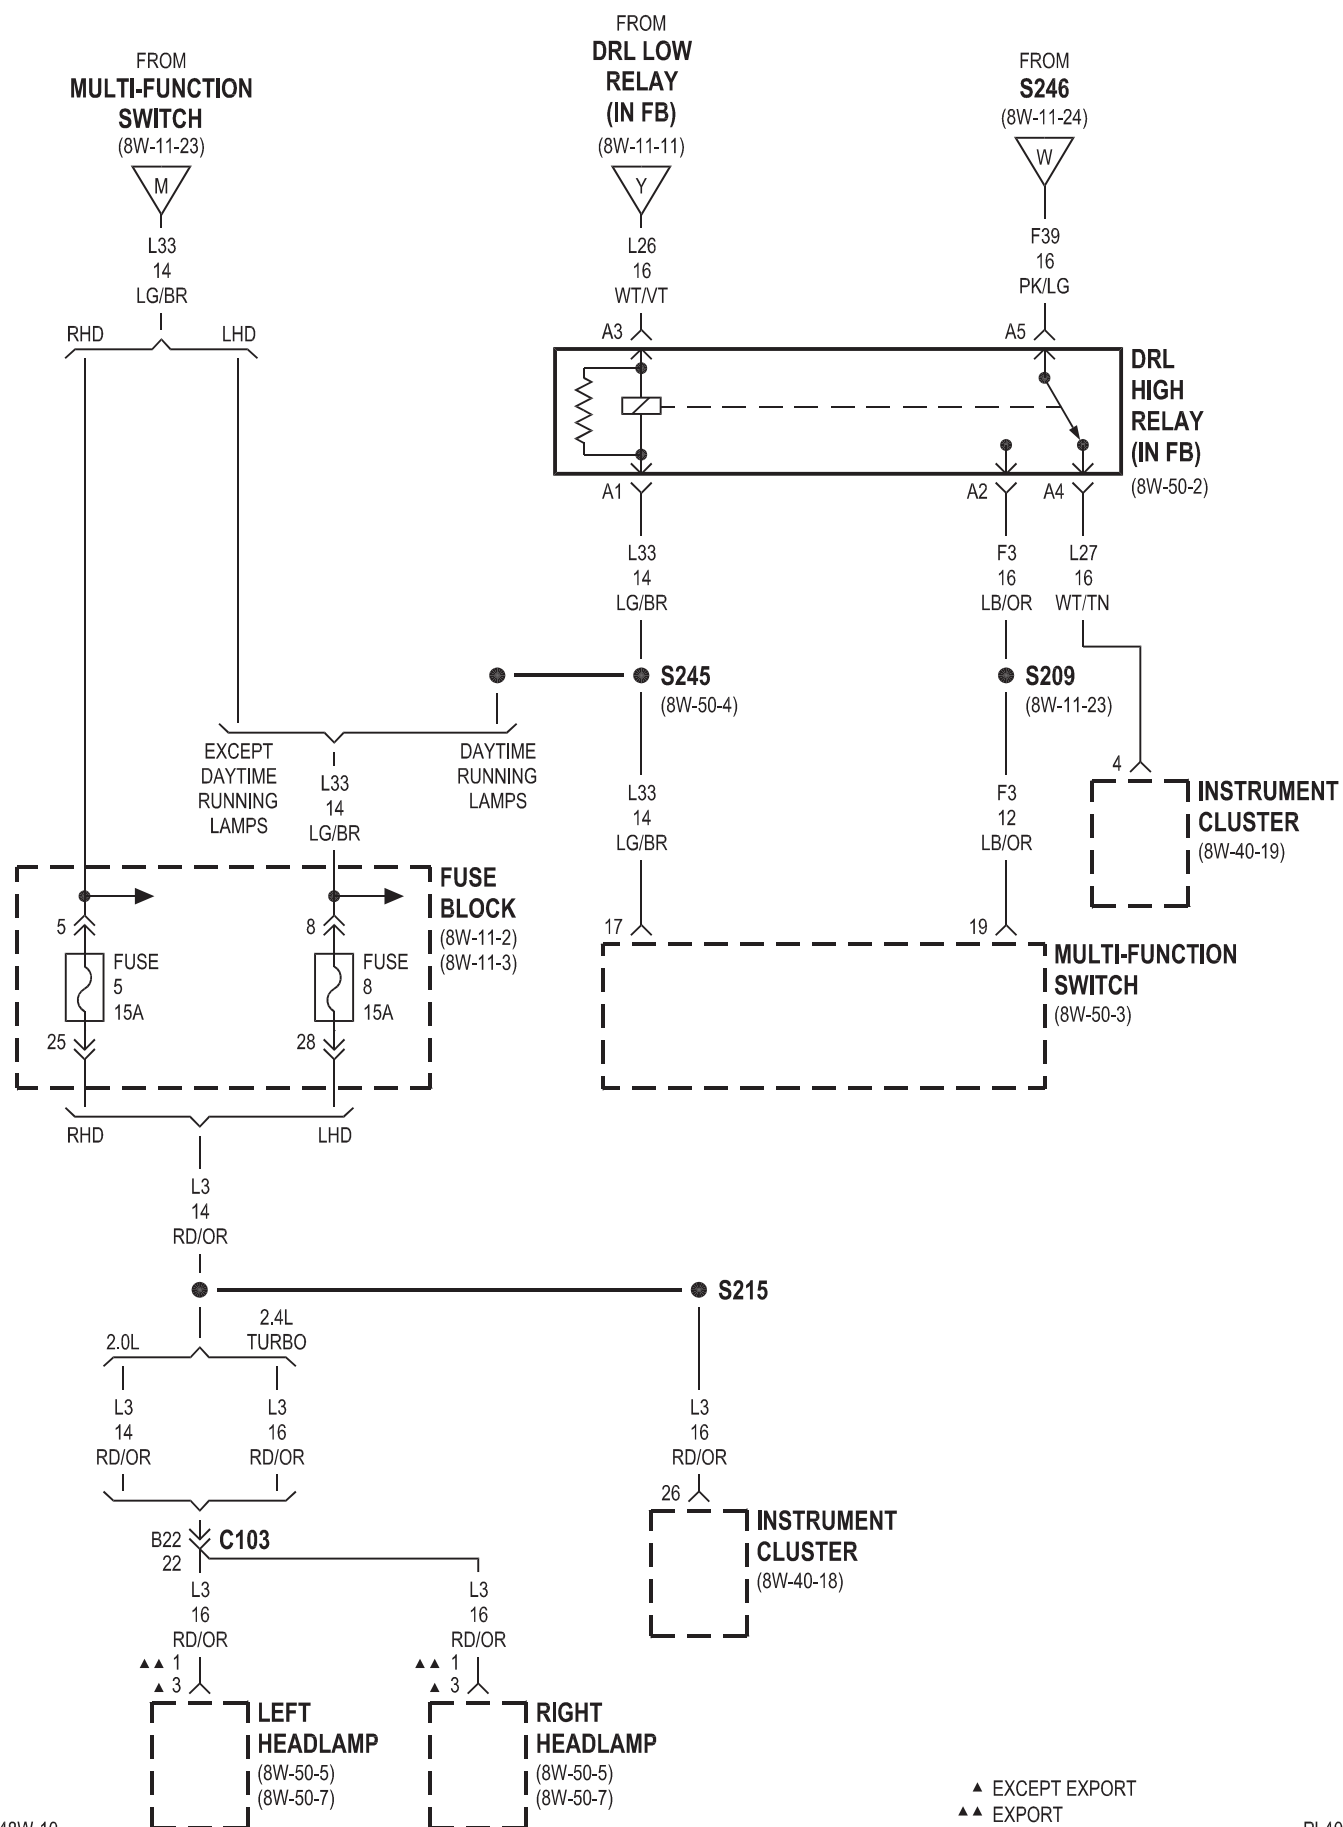 FROM
MULTI-FUNCTION
SWITCH
(8W-11-23)
M
L33
14
LG/BR
RHD
LHD
FROM
DRL LOW
RELAY
(IN FB)
(8W-11-11)
Y
L26
16
WT/VT
A3
FROM
S246
(8W-11-24)
W
F39
16
PK/LG
A5
DRL
HIGH
RELAY
(IN FB)
(8W-50-2)
A1
A2
A4
L33
14
LG/BR
F3
16
LB/OR
L27
16
WT/TN
S245
(8W-50-4)
S209
(8W-11-23)
EXCEPT
DAYTIME
RUNNING
LAMPS
L33
14
LG/BR
DAYTIME
RUNNING
LAMPS
L33
14
LG/BR
F3
12
LB/OR
4
INSTRUMENT
CLUSTER
(8W-40-19)
FUSE
BLOCK
(8W-11-2)
(8W-11-3)
5
FUSE
5
15A
25
8
FUSE
8
15A
28
17
19
MULTI-FUNCTION
SWITCH
(8W-50-3)
RHD
LHD
L3
14
RD/OR
S215
2.0L
2.4L
TURBO
L3
14
RD/OR
L3
16
RD/OR
L3
16
RD/OR
26
INSTRUMENT
CLUSTER
(8W-40-18)
B22
22
C103
L3
16
RD/OR
L3
16
RD/OR
▲▲ 1
▲ 3
▲▲ 1
▲ 3
LEFT
HEADLAMP
(8W-50-5)
(8W-50-7)
RIGHT
HEADLAMP
(8W-50-5)
(8W-50-7)
▲ EXCEPT EXPORT
▲▲ EXPORT